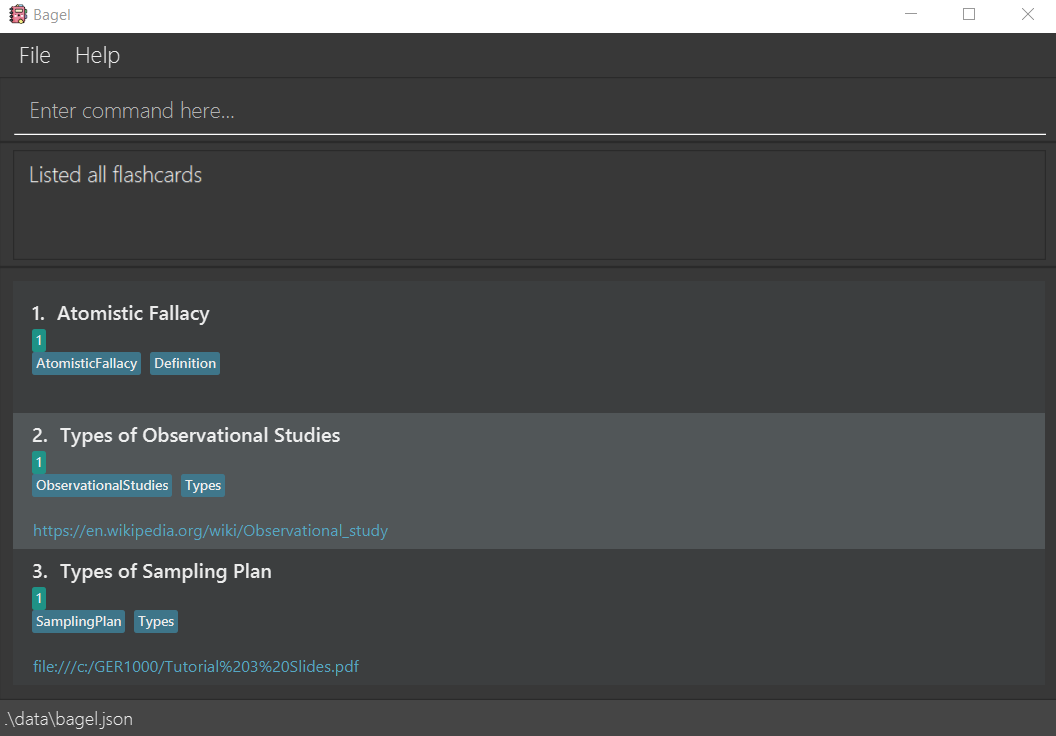 Bagel
File Help
Enter command here...
Listed all flashcards
1. Atomistic Fallacy
1
AtomisticFallacy Definition
2. Types of Observational Studies
1
ObservationalStudies Types
https://en.wikipedia.org/wiki/Observational_study
3. Types of Sampling Plan
1
SamplingPlan Types
file:///c:/GER1000/Tutorial%203%20Slides.pdf
.\data\bagel.json